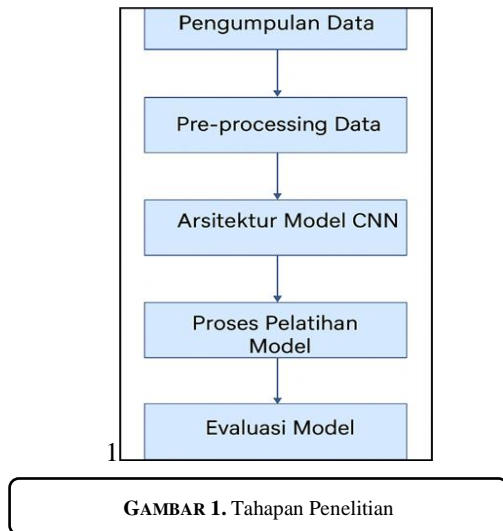 Pengumpulan Data
Pre-processing Data
Arsitektur Model CNN
Proses Pelatihan
Model
Evaluasi Model
1
GAMBAR 1. Tahapan Penelitian